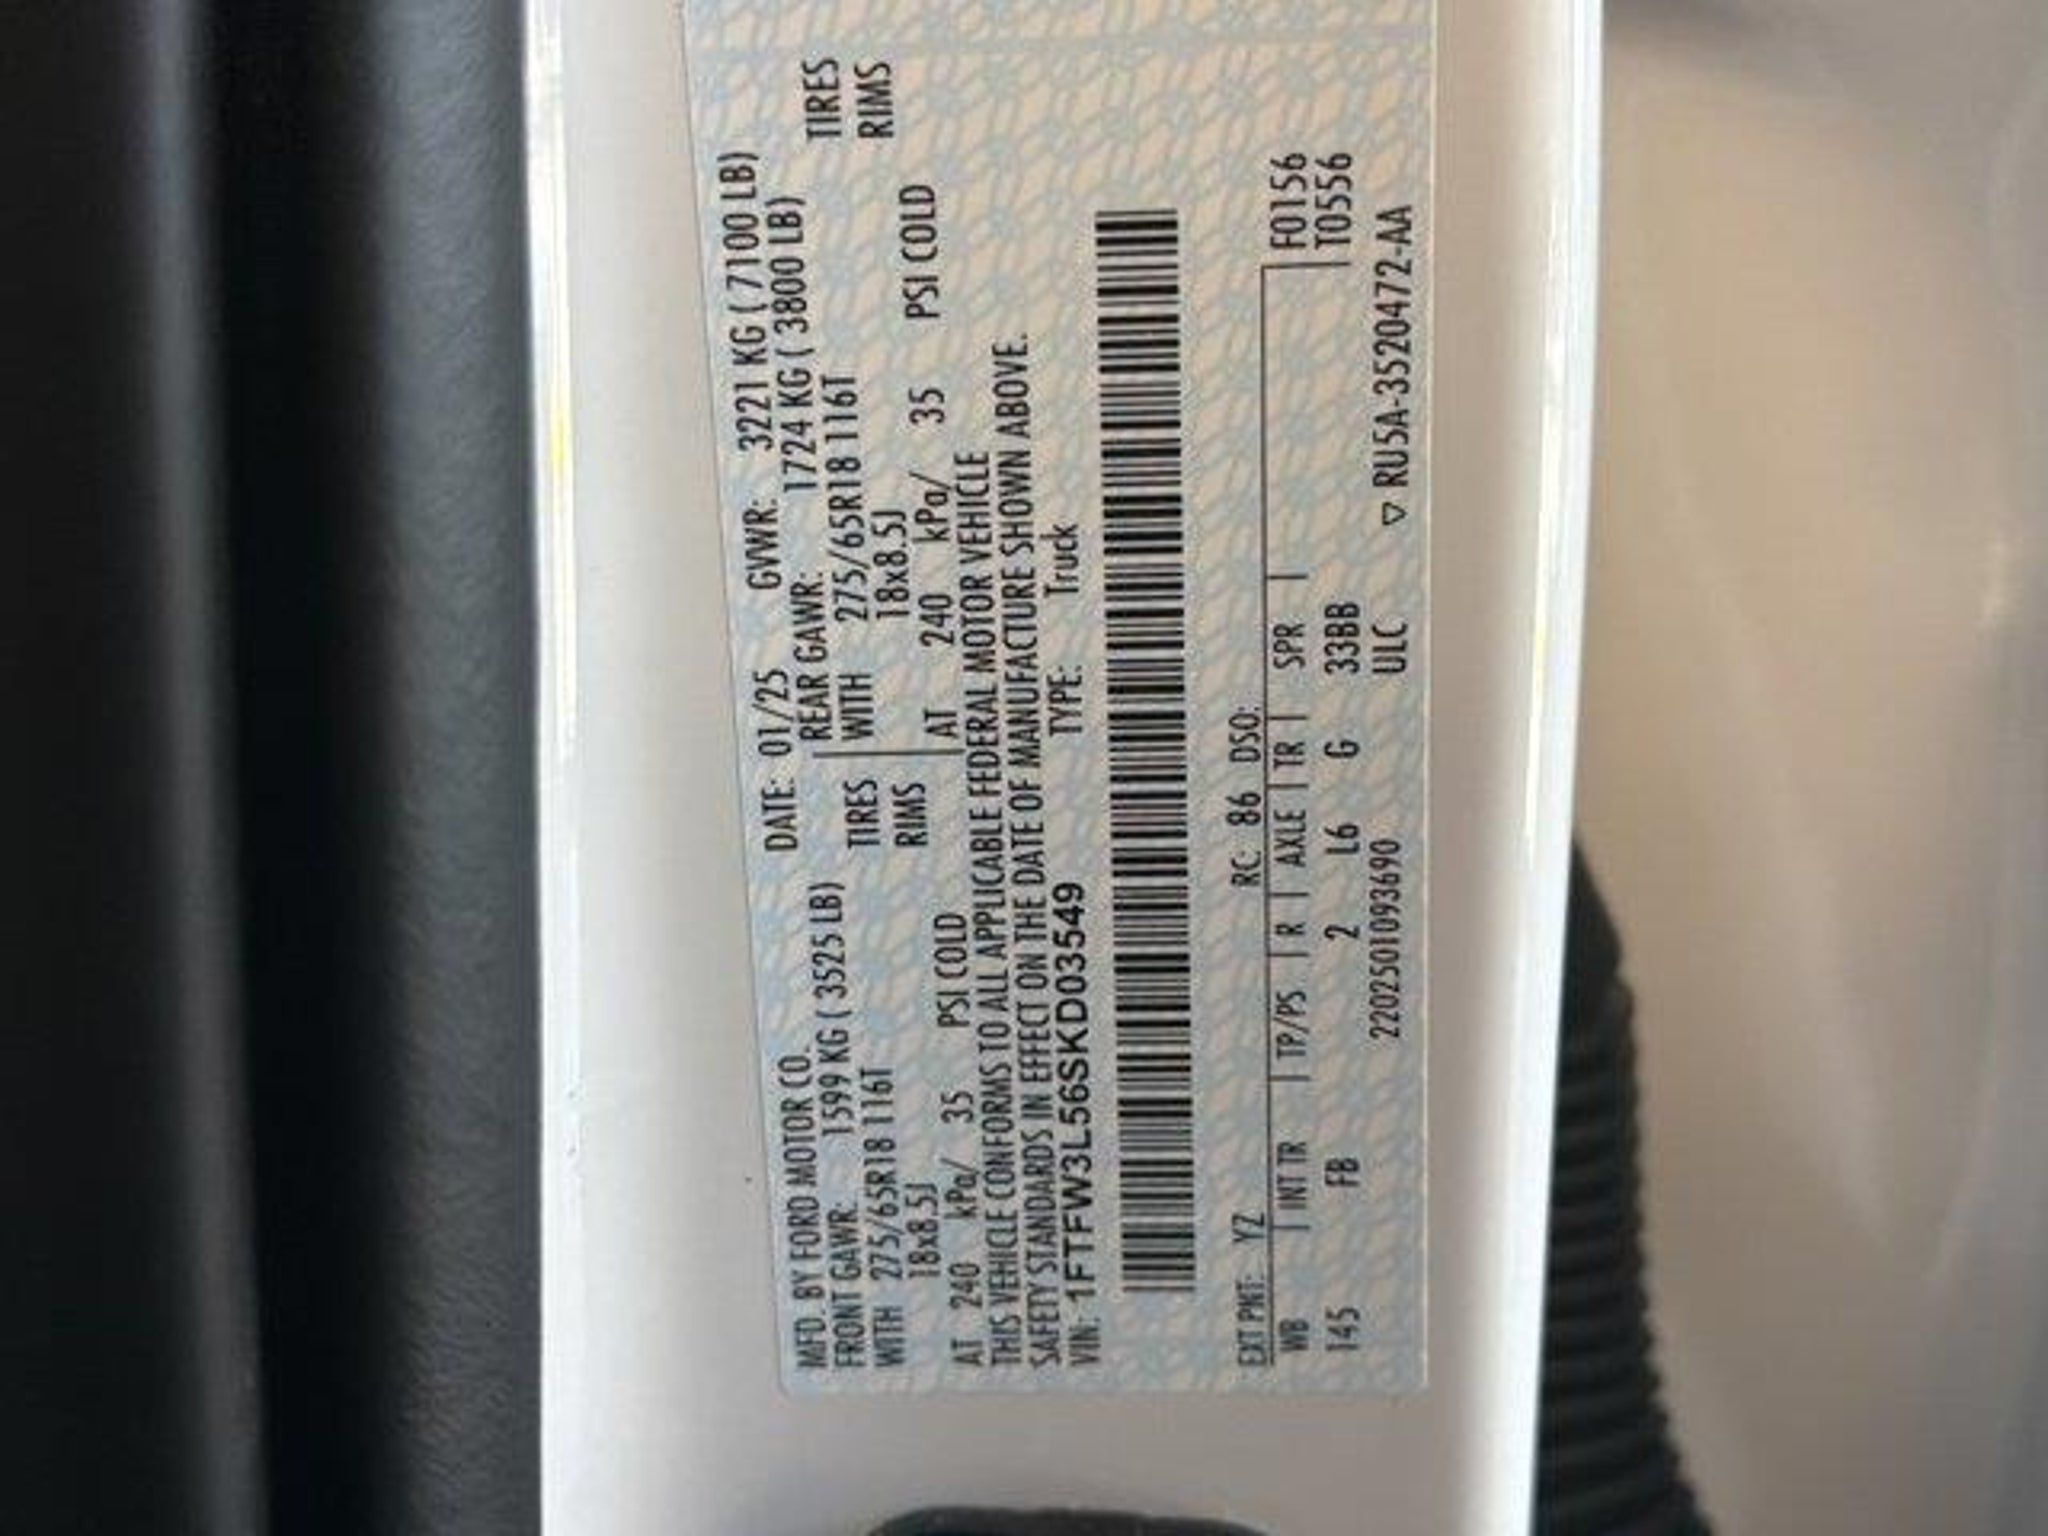 MFD. BY FORD MOTOR CO. DATE: 01/25 GVWR: 3221 KG ( 7100 LB)
FRONT GAWR: 1599 KG ( 3525 LB) REAR GAWR: 1724 KG ( 3800 LB)
WITH 275/65R18 116T TIRES WITH 275/65R18 116T TIRES
18x8.5J RIMS 18x8.5J RIMS
AT 240 kPa/ 35 PSI COLD AT 240 kPa/ 35 PSI COLD
THIS VEHICLE CONFORMS TO ALL APPLICABLE FEDERAL MOTOR VEHICLE
SAFETY STANDARDS IN EFFECT ON THE DATE OF MANUFACTURE SHOWN ABOVE.
VIN: 1FTFW3L56SKD03549 TYPE: Truck
EXT PNT: YZ RC: 86 DSO: F0156
WB | INT TR | TP/PS | R | AXLE | TR | SPR | T0556
145 FB 2 L6 G 33BB
2202501093690 ULC ▽ RU5A-3520472-AA